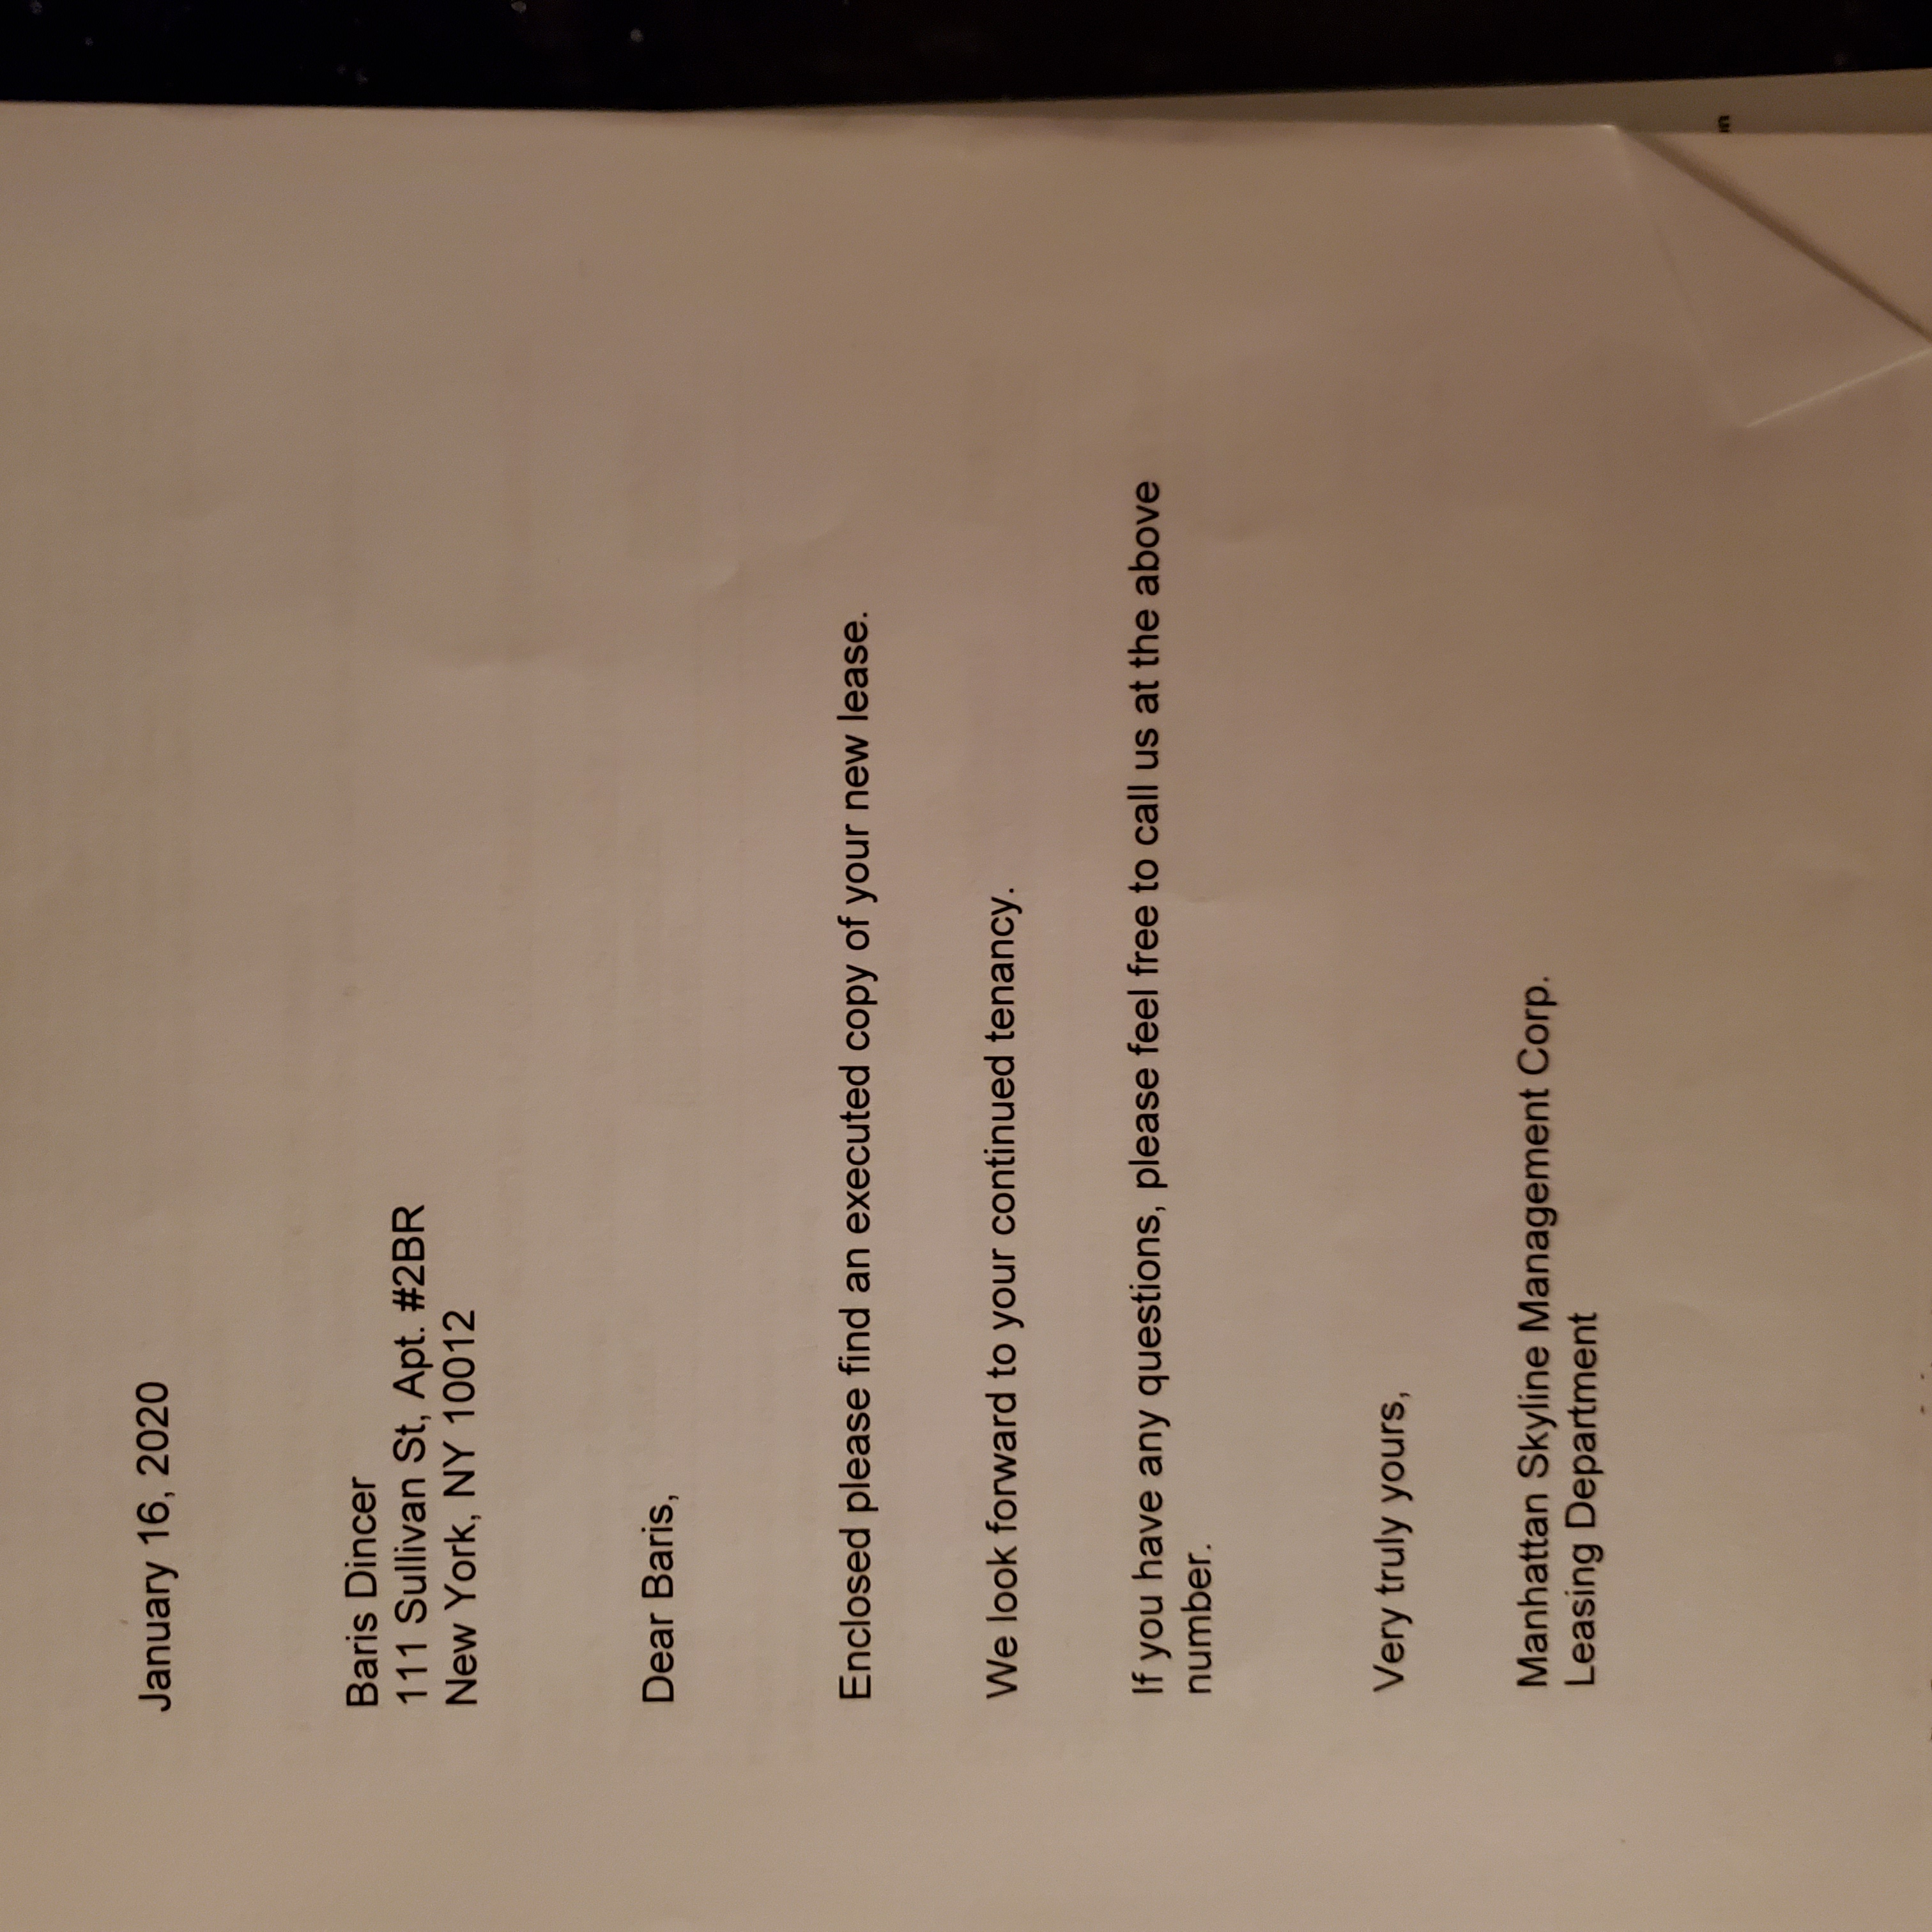 January 16, 2020
Baris Dincer
111 Sullivan St, Apt. #2BR
New York, NY 10012
Dear Baris,
Enclosed please find an executed copy of your new lease.
We look forward to your continued tenancy.
If you have any questions, please feel free to call us at the above
number.
Very truly yours,
Manhattan Skyline Management Corp.
Leasing Department